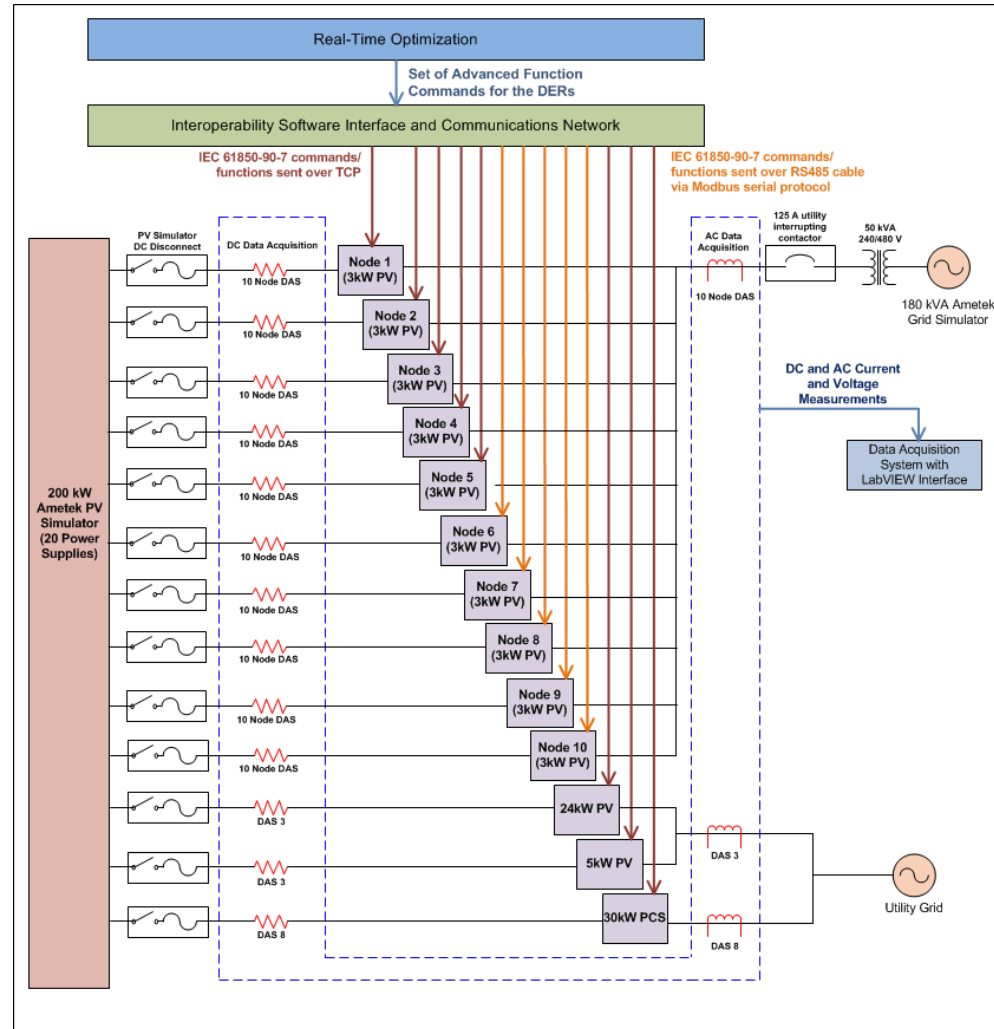 Real-Time Optimization
Set of Advanced Function
Commands for the DERs
Interoperability Software Interface and Communications Network
IEC 61850-90-7 commands/
functions sent over TCP
IEC 61850-90-7 commands/
functions sent over RS485 cable
via Modbus serial protocol
PV Simulator
DC Disconnect
DC Data Acquisition
AC Data
Acquisition
125 A utility
interrupting
contactor
50 kVA
240/480 V
Node 1
(3kW PV)
10 Node DAS
10 Node DAS
180 kVA Ametek
Grid Simulator
Node 2
(3kW PV)
10 Node DAS
Node 3
(3kW PV)
10 Node DAS
DC and AC Current
and Voltage
Measurements
Node 4
(3kW PV)
10 Node DAS
Data Acquisition
System with
LabVIEW Interface
Node 5
(3kW PV)
10 Node DAS
200 kW
Ametek PV
Simulator
(20 Power
Supplies)
Node 6
(3kW PV)
10 Node DAS
Node 7
(3kW PV)
10 Node DAS
Node 8
(3kW PV)
10 Node DAS
Node 9
(3kW PV)
10 Node DAS
Node 10
(3kW PV)
10 Node DAS
24kW PV
DAS 3
DAS 3
5kW PV
DAS 3
Utility Grid
30kW PCS
DAS 8
DAS 8